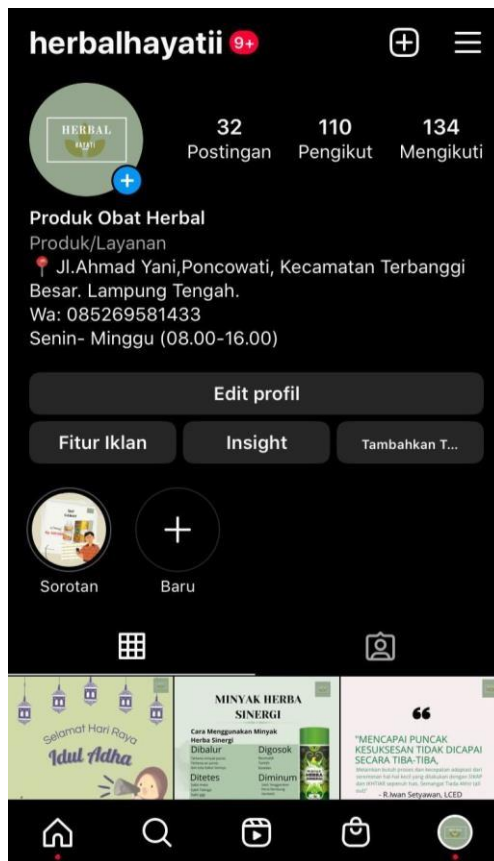 herbalhayatii 9+
HERBAL
HAYATI
32 110 134
Postingan Pengikut Mengikuti
Produk Obat Herbal
Produk/Layanan
Jl.Ahmad Yani,Poncowati, Kecamatan Terbanggi
Besar. Lampung Tengah.
Wa: 085269581433
Senin- Minggu (08.00-16.00)
Edit profil
Fitur Iklan Insight Tambahkan T...
Sorotan Baru
Selamat Hari Raya
Idul Adha
MINYAK HERBA
SINERGI
Cara Menggunakan Minyak
Herba Sinergi
Dibalur Digosok
Ditetes Diminum
"MENCAPAI PUNCAK
KESUKSESAN TIDAK DICAPAI
SECARA TIBA-TIBA,
- R.Iwan Setyawan, LCED